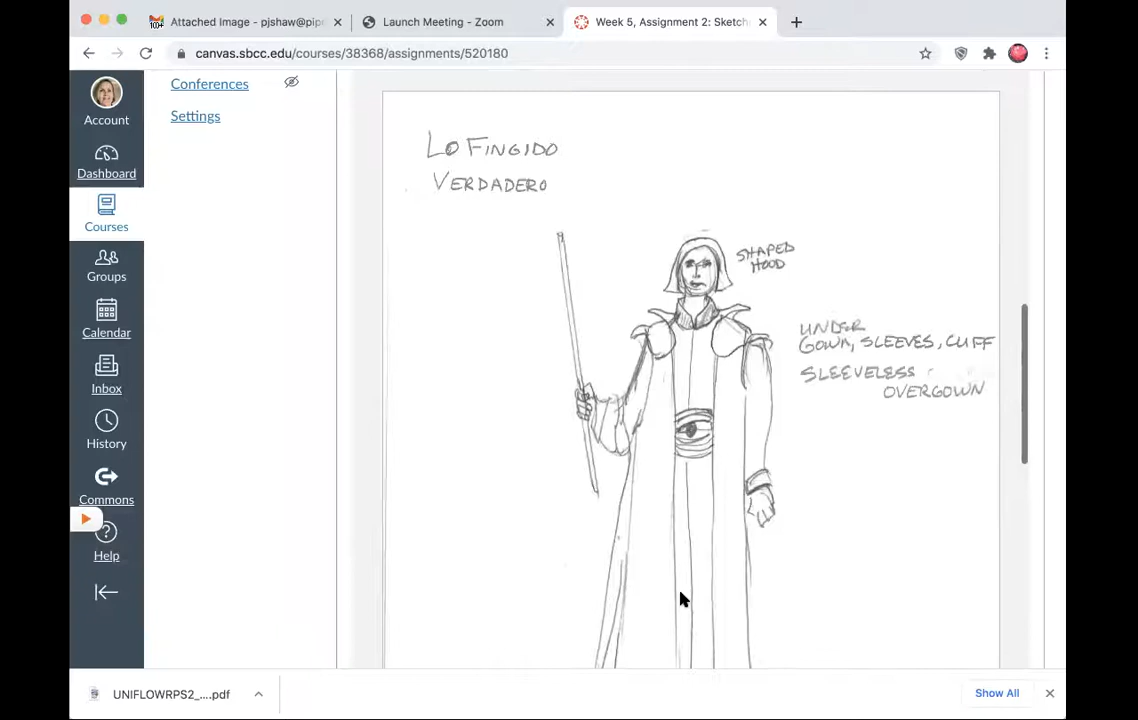 Attached Image - pjshaw@pip
Launch Meeting - Zoom
Week 5, Assignment 2: Sketch
canvas.sbcc.edu/courses/38368/assignments/520180
Account
Dashboard
Courses
Groups
Calendar
Inbox
History
Commons
Help
Conferences
Settings
LO FINGIDO
VERDADERO
SHAPED
HOOD
UNDER
GOWN, SLEEVES, CUFF
SLEEVELESS
OVERGOWN
UNIFLOWRPS2_....pdf
Show All